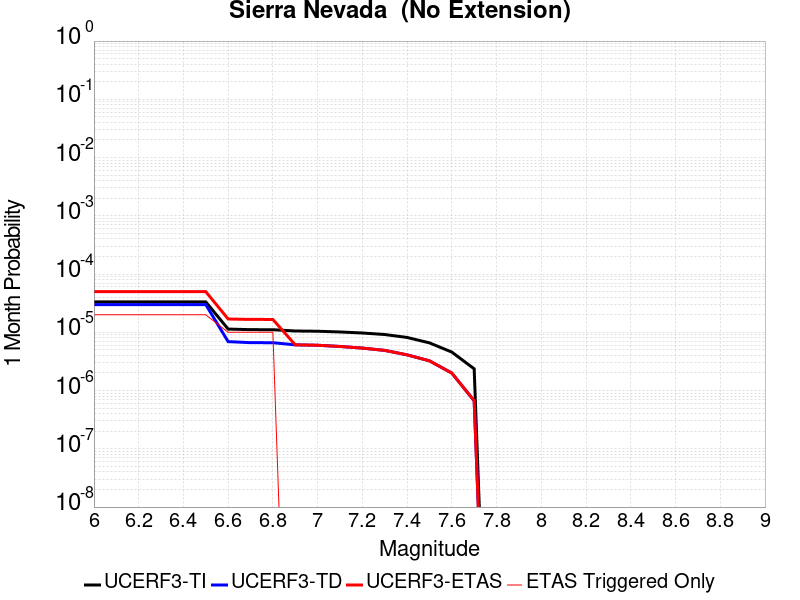 Sierra Nevada  (No Extension)
10 0
10-1
10-2
10-3
10-4
10-5
10-6
10-7
10-8
1 Month Probability
6 6.2 6.4 6.6 6.8 7 7.2 7.4 7.6 7.8 8 8.2 8.4 8.6 8.8 9
Magnitude
UCERF3-TI UCERF3-TD UCERF3-ETAS ETAS Triggered Only